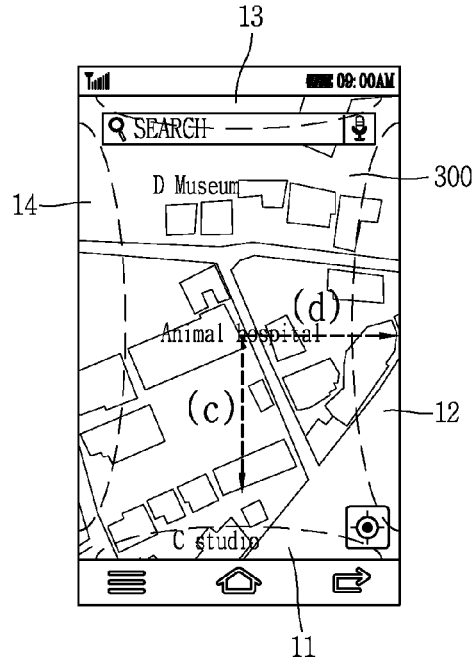 13
09:00AM
SEARCH
300
D Museum
14
(d)
Animal hospital
(c)
12
C studio
11